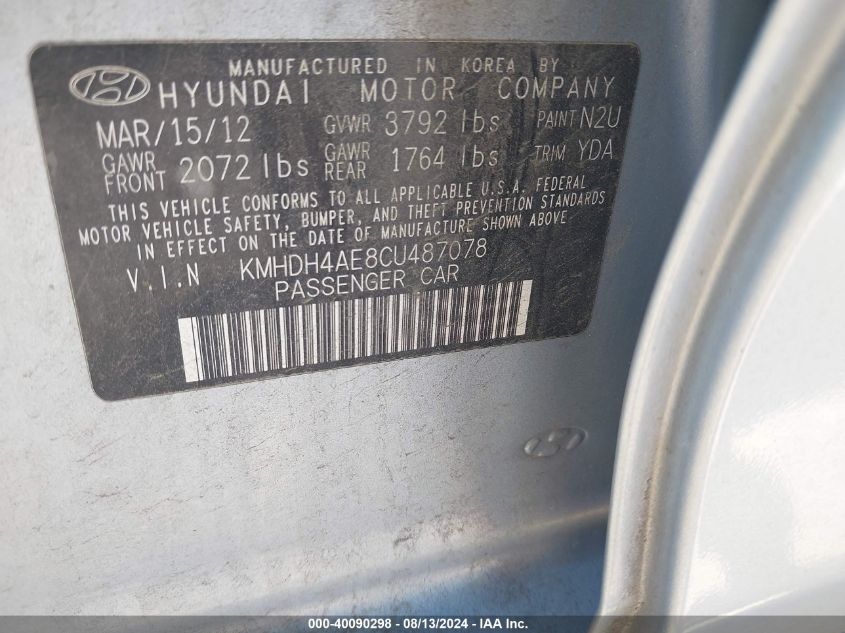 MANUFACTURED IN KOREA BY
HYUNDAI MOTOR COMPANY
MAR/15/12 GVWR 3792 lbs PAINT N2U
GAWR FRONT 2072 lbs GAWR REAR 1764 lbs TRIM YDA
THIS VEHICLE CONFORMS TO ALL APPLICABLE U.S.A. FEDERAL
MOTOR VEHICLE SAFETY, BUMPER, AND THEFT PREVENTION STANDARDS
IN EFFECT ON THE DATE OF MANUFACTURE SHOWN ABOVE
V.I.N KMHDH4AE8CU487078
PASSENGER CAR
000-40090298 - 08/13/2024 - IAA Inc.